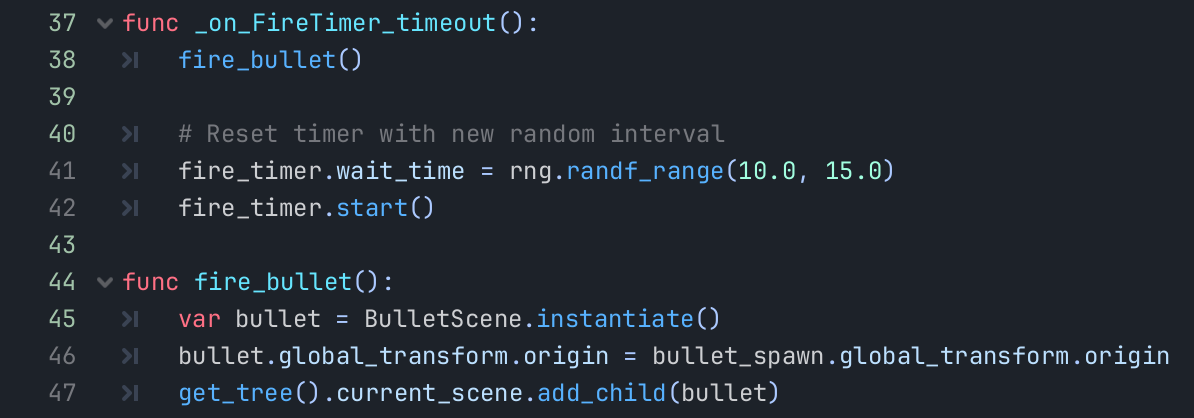 37 func _on_FireTimer_timeout():
38 fire_bullet()
39
40 # Reset timer with new random interval
41 fire_timer.wait_time = rng.randf_range(10.0, 15.0)
42 fire_timer.start()
43
44 func fire_bullet():
45 var bullet = BulletScene.instantiate()
46 bullet.global_transform.origin = bullet_spawn.global_transform.origin
47 get_tree().current_scene.add_child(bullet)